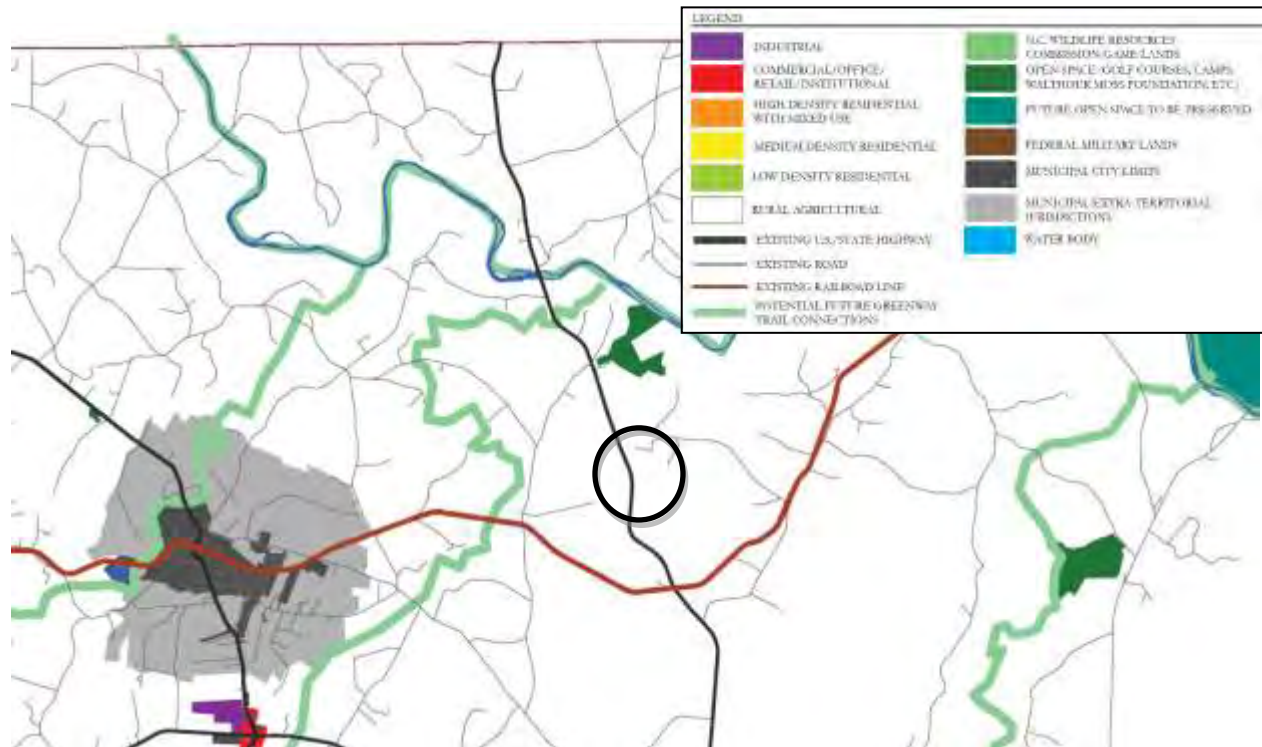 LEGEND
INDUSTRIAL
COMMERCIAL/OFFICE/
RETAIL/INSTITUTIONAL
HIGH DENSITY RESIDENTIAL
WITH MIXED USE
MEDIUM DENSITY RESIDENTIAL
LOW DENSITY RESIDENTIAL
RURAL AGRICULTURAL
EXISTING U.S./STATE HIGHWAY
EXISTING ROAD
EXISTING RAILROAD LINE
POTENTIAL FUTURE GREENWAY
TRAIL CONNECTIONS
N.C. WILDLIFE RESOURCES
COMMISSION GAME LANDS
OPEN SPACE (GOLF COURSES, CAMPS,
WALTHOUR MOSS FOUNDATION, ETC)
FUTURE OPEN SPACE TO BE PRESERVED
FEDERAL MILITARY LANDS
MUNICIPAL CITY LIMITS
MUNICIPAL EXTRA-TERRITORIAL
JURISDICTIONS
WATER BODY